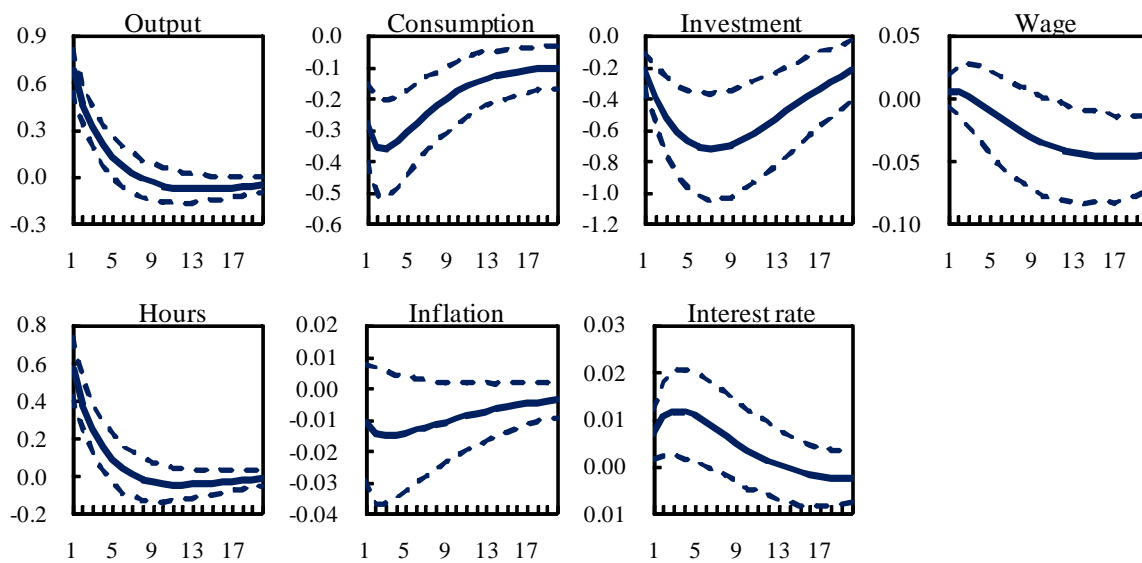 Output Consumption Investment Wage
0.9 0.0 0.0 0.05
0.6 -0.1 -0.2 0.00
0.3 -0.2 -0.4 -0.05
0.0 -0.3 -0.6 -0.10
-0.3 -0.4 -0.8
-0.5 -1.0
-0.6 -1.2
1 5 9 13 17 1 5 9 13 17 1 5 9 13 17 1 5 9 13 17
Hours Inflation Interest rate
0.8 0.02 0.03
0.6 0.01 0.02
0.4 0.00 0.01
0.2 -0.01 0.00
0.0 -0.02 0.01
-0.2 -0.03
-0.04
1 5 9 13 17 1 5 9 13 17 1 5 9 13 17